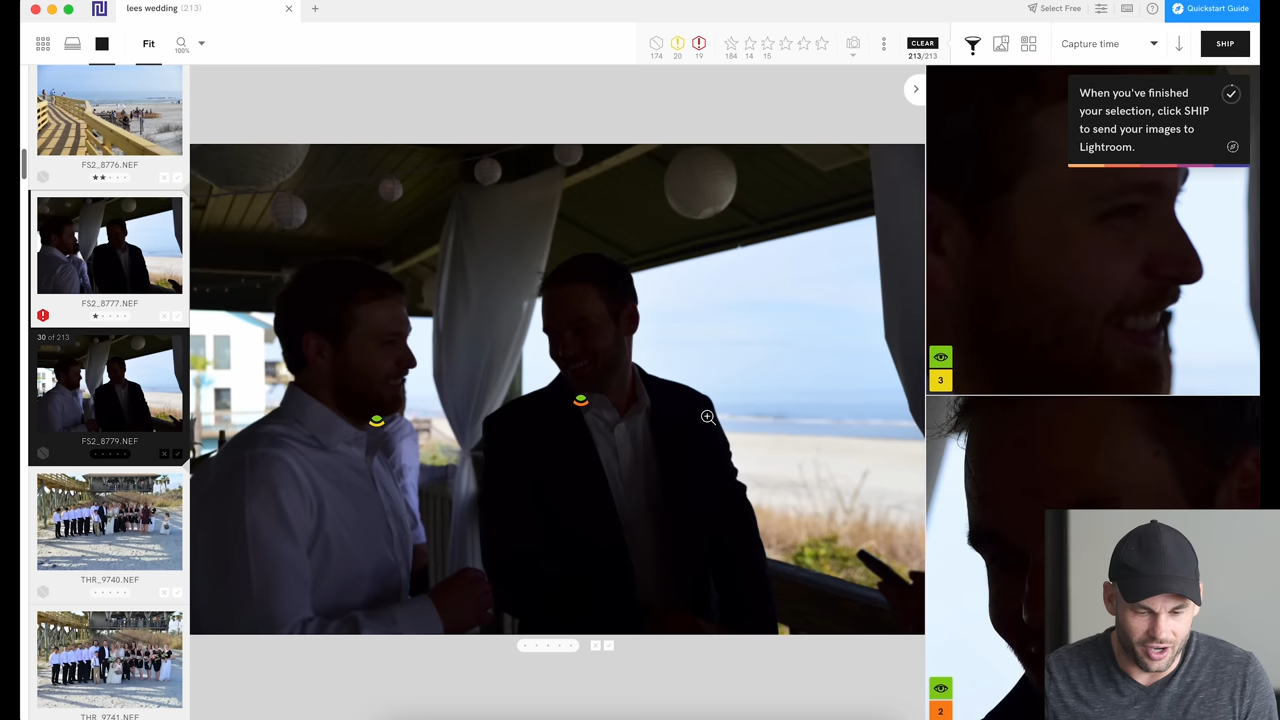 lees wedding (213)
Select Free
Quickstart Guide
Fit
100%
174
20
19
184
14
15
CLEAR
213/213
Capture time
SHIP
When you've finished
your selection, click SHIP
to send your images to
Lightroom.
FS2_8776.NEF
FS2_8777.NEF
30 of 213
FS2_8779.NEF
THR_9740.NEF
THR_9741.NEF
3
2